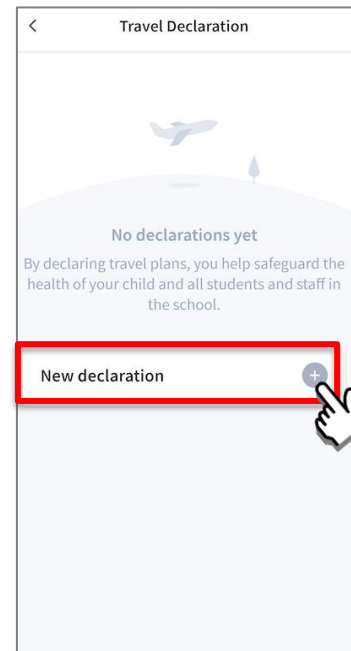 Travel Declaration
No declarations yet
By declaring travel plans, you help safeguard the
health of your child and all students and staff in
the school.
New declaration